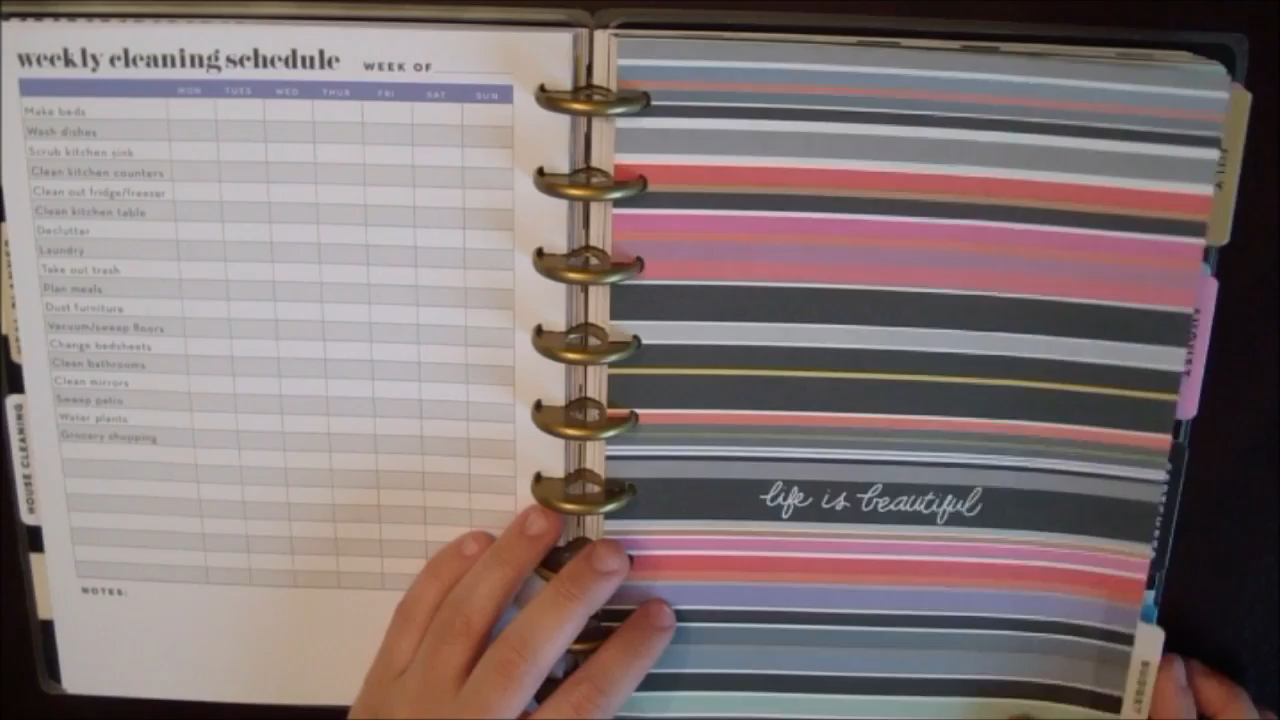 weekly cleaning schedule WEEK OF
MON TUES WED THUR FRI SAT SUN
Make beds
Wash dishes
Scrub kitchen sink
Clean kitchen counters
Clean out fridge/freezer
Clean kitchen table
Declutter
Laundry
Take out trash
Plan meals
Dust furniture
Vacuum/sweep floors
Change bedsheets
Clean bathrooms
Clean mirrors
Sweep patio
Water plants
Grocery shopping
NOTES:
HOUSE CLEANING
life is beautiful
JULY
AUGUST
BUDGET